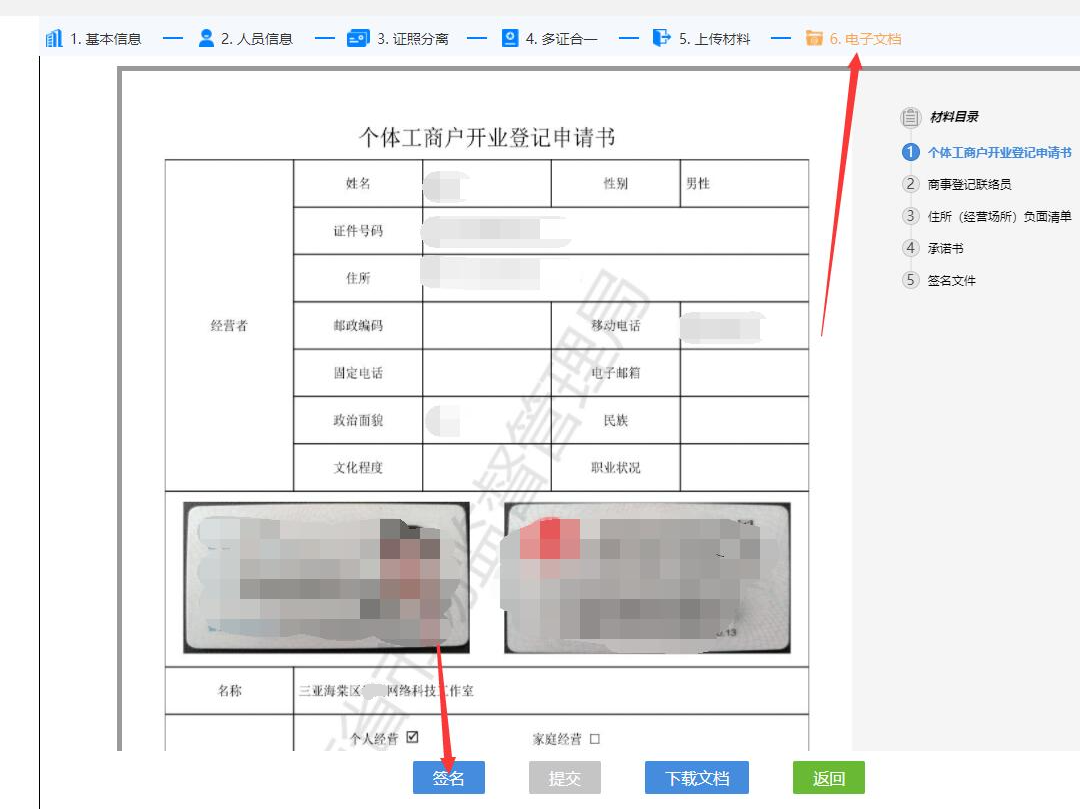 1. 基本信息 2. 人员信息 3. 证照分离 4. 多证合一 5. 上传材料 6. 电子文档
材料目录
1 个体工商户开业登记申请书
2 商事登记联络员
3 住所（经营场所）负面清单
4 承诺书
5 签名文件
个体工商户开业登记申请书
姓名 性别 男性
证件号码
住所
经营者 邮政编码 移动电话
固定电话 电子邮箱
政治面貌 民族
文化程度 职业状况
名称 三亚海棠区 网络科技工作室
个人经营 ☑ 家庭经营 ☐
监督管理局
签名 提交 下载文档 返回